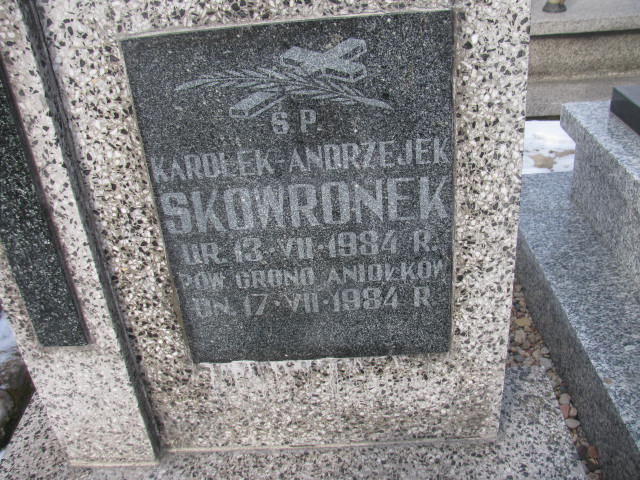 Ś.P.
KAROLEK-ANDRZEJEK
SKOWRONEK
UR. 13-VII-1984 R.
POW. GRONO ANIOŁKÓW
DN. 17-VII-1984 R